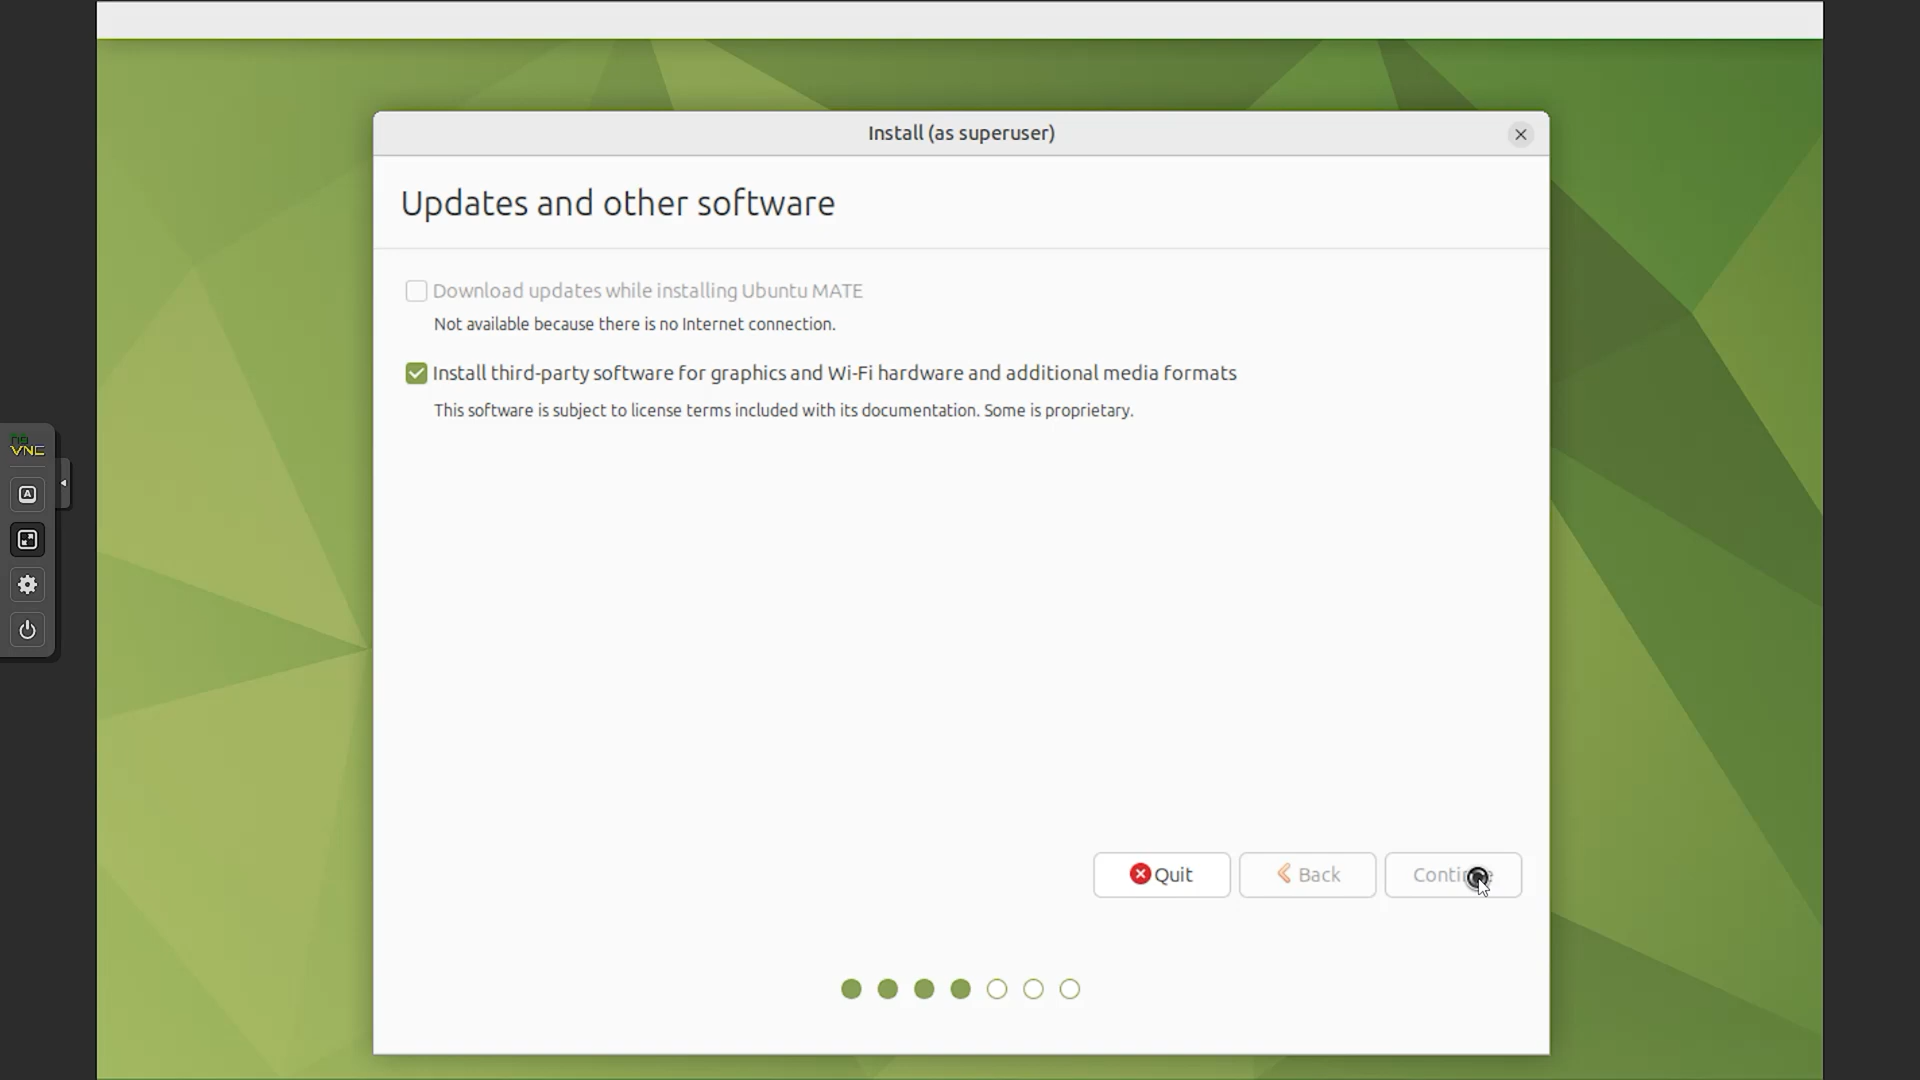 Install (as superuser)
Updates and other software
Download updates while installing Ubuntu MATE
Not available because there is no Internet connection.
Install third-party software for graphics and Wi-Fi hardware and additional media formats
This software is subject to license terms included with its documentation. Some is proprietary.
no
VNC
A
Quit
Back